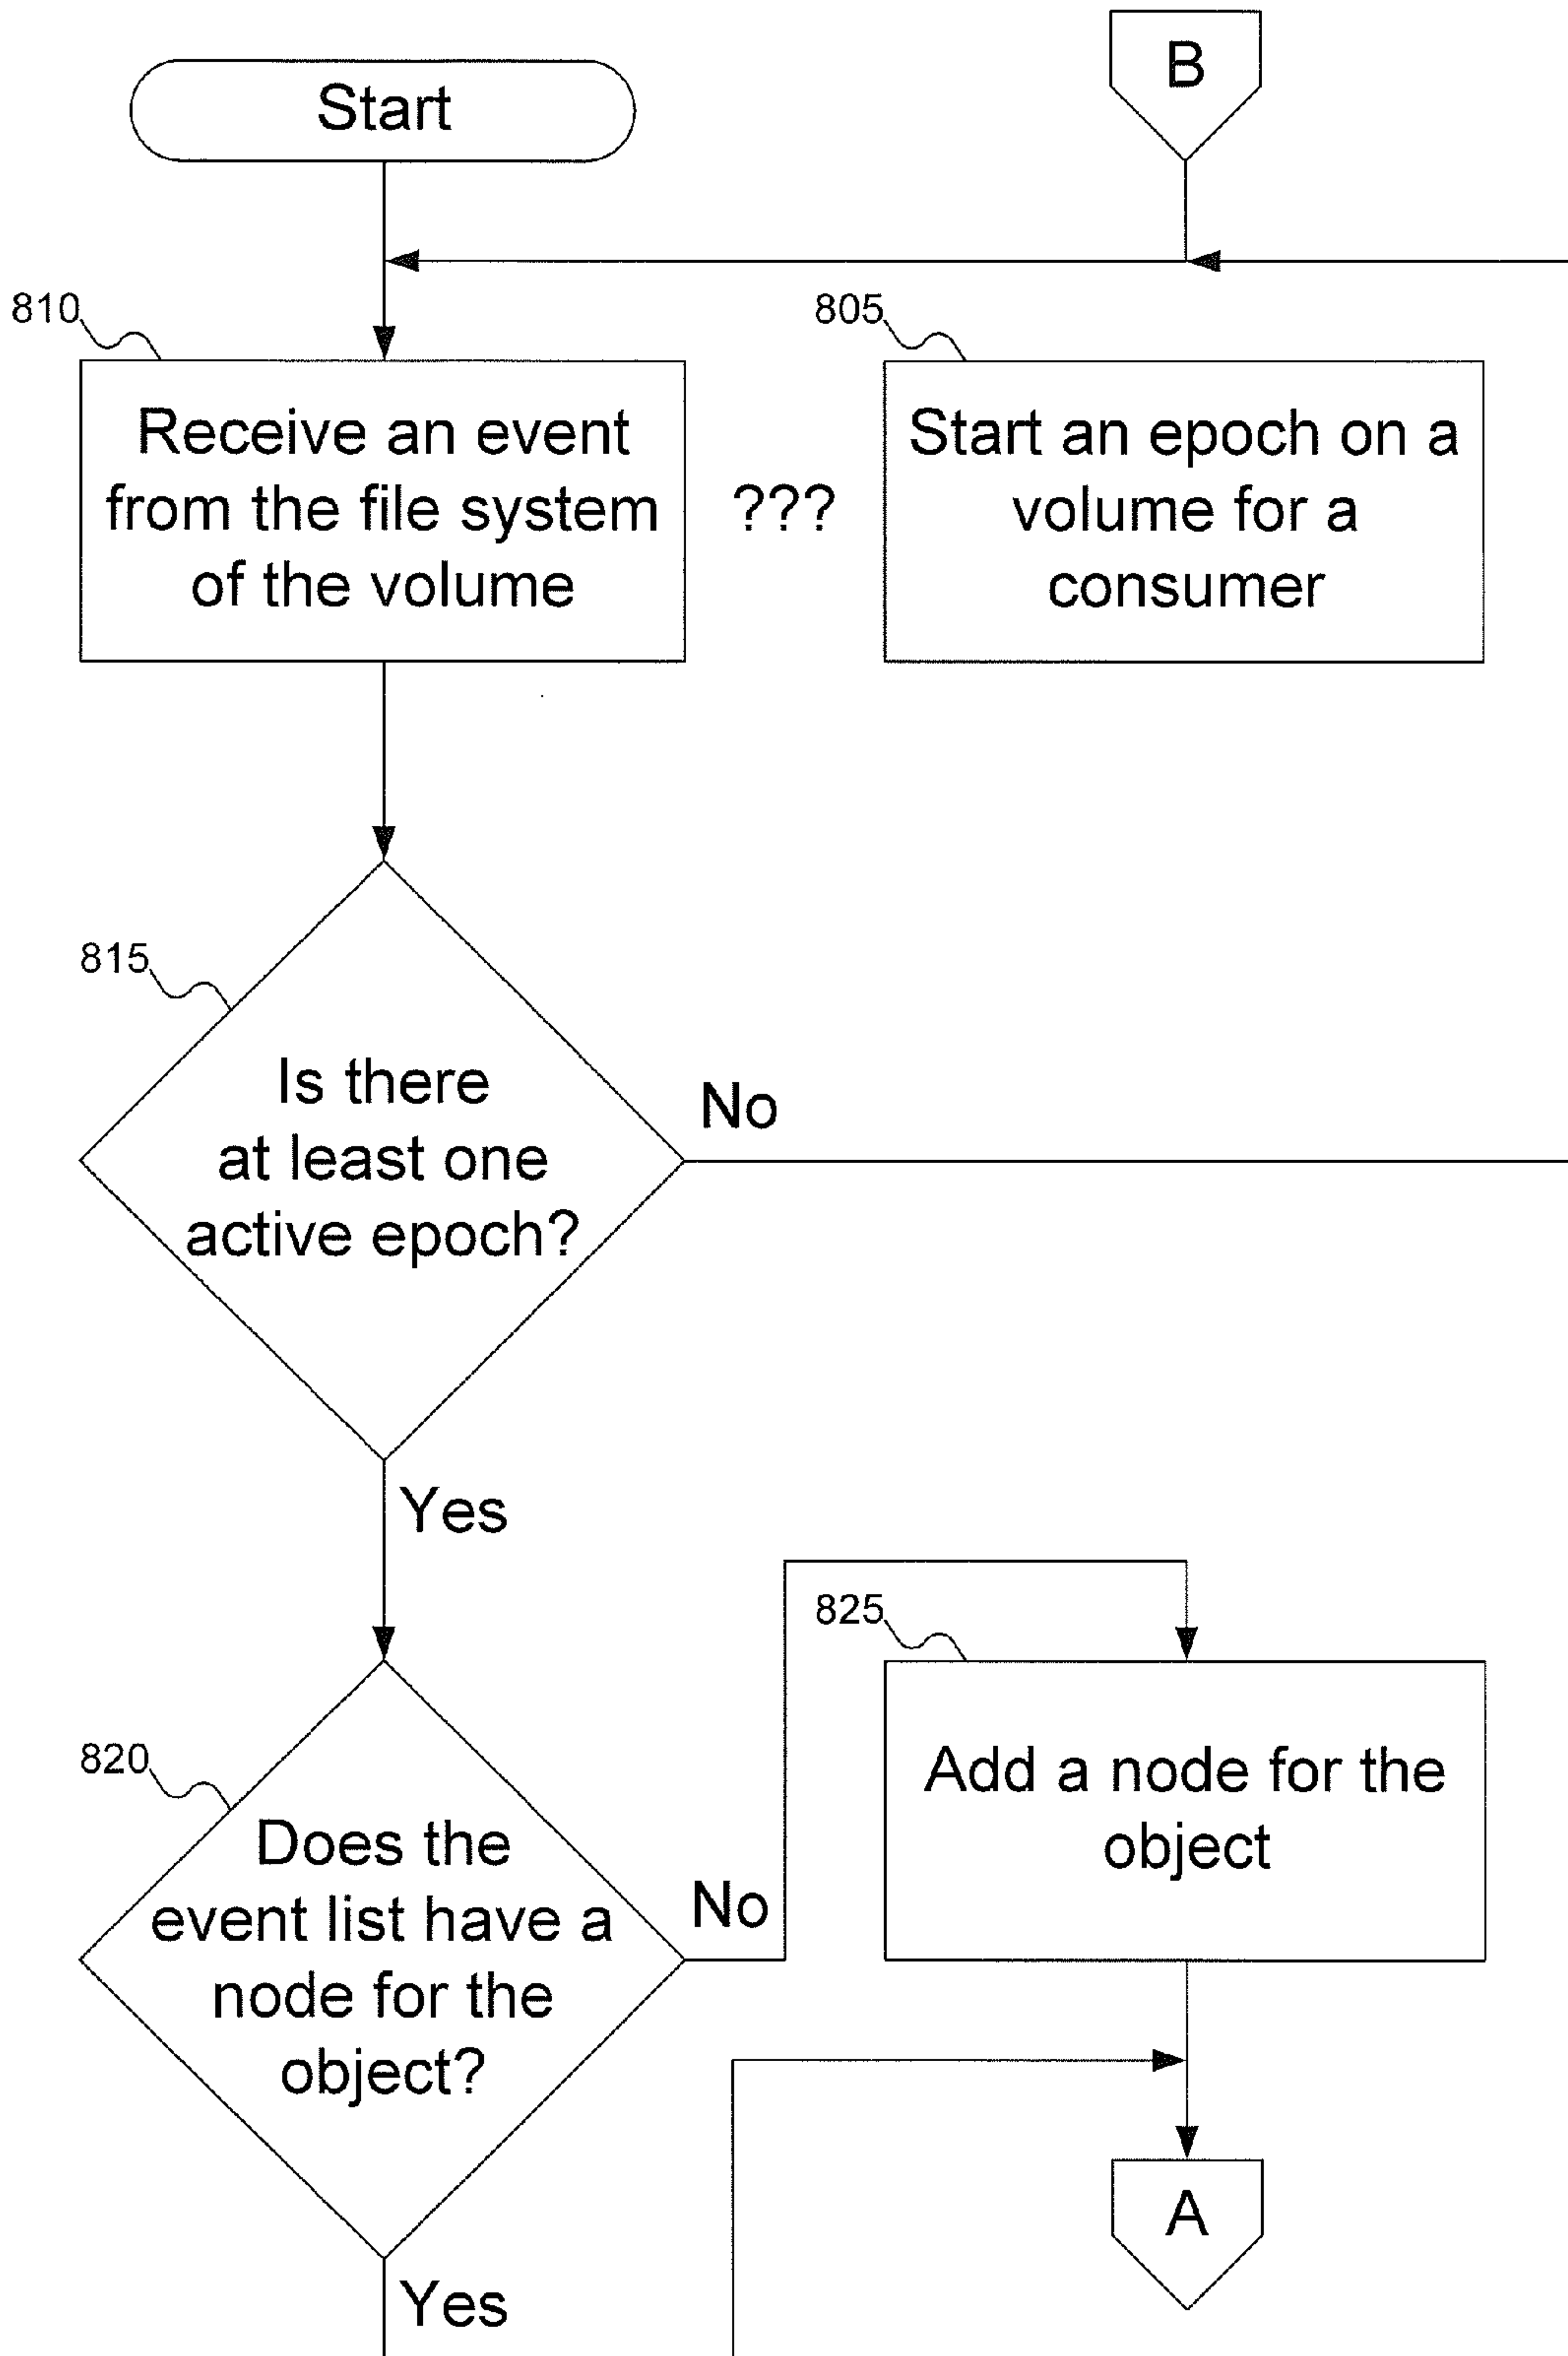 Start
B
810
805
Receive an event
from the file system
of the volume
???
Start an epoch on a
volume for a
consumer
815
Is there
at least one
active epoch?
No
Yes
825
Add a node for the
object
820
Does the
event list have a
node for the
object?
No
A
Yes